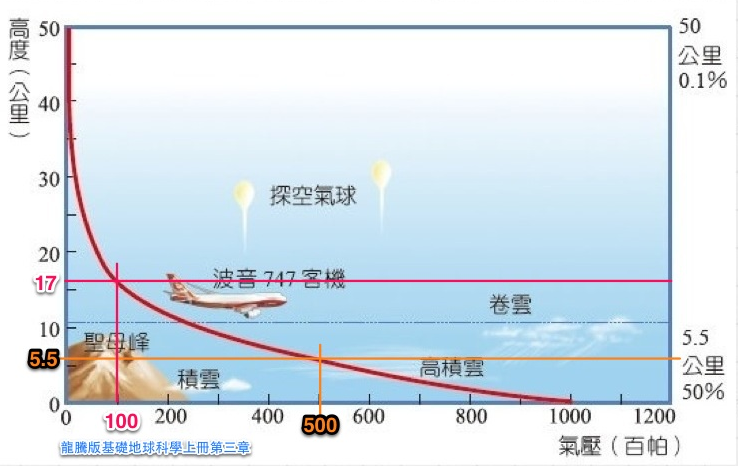 高度（公里）
50
40
30
20
17
10
5.5
0
探空氣球
波音 747 客機
卷雲
聖母峰
高積雲
積雲
50
公里
0.1%
5.5
公里
50%
0
100
200
400
500
600
800
1000
1200
氣壓（百帕）
龍騰版基礎地球科學上冊第三章